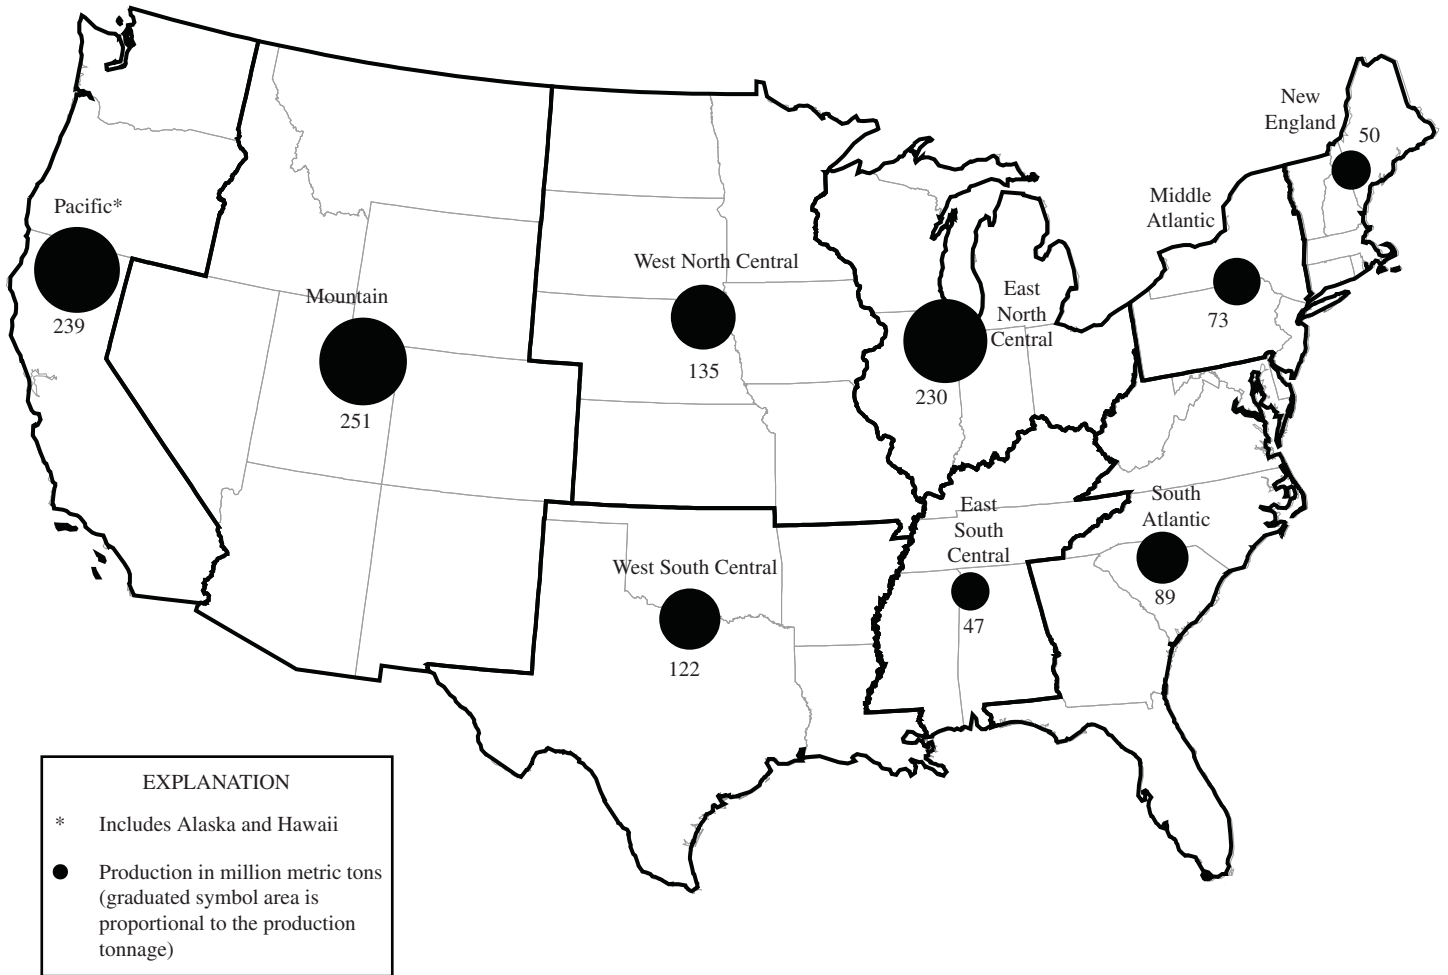 New
England
50
Middle
Atlantic
73
Pacific*
239
Mountain
251
West North Central
135
East
North
Central
230
South
Atlantic
89
East
South
Central
47
West South Central
122
EXPLANATION
* Includes Alaska and Hawaii
Production in million metric tons
(graduated symbol area is
proportional to the production
tonnage)